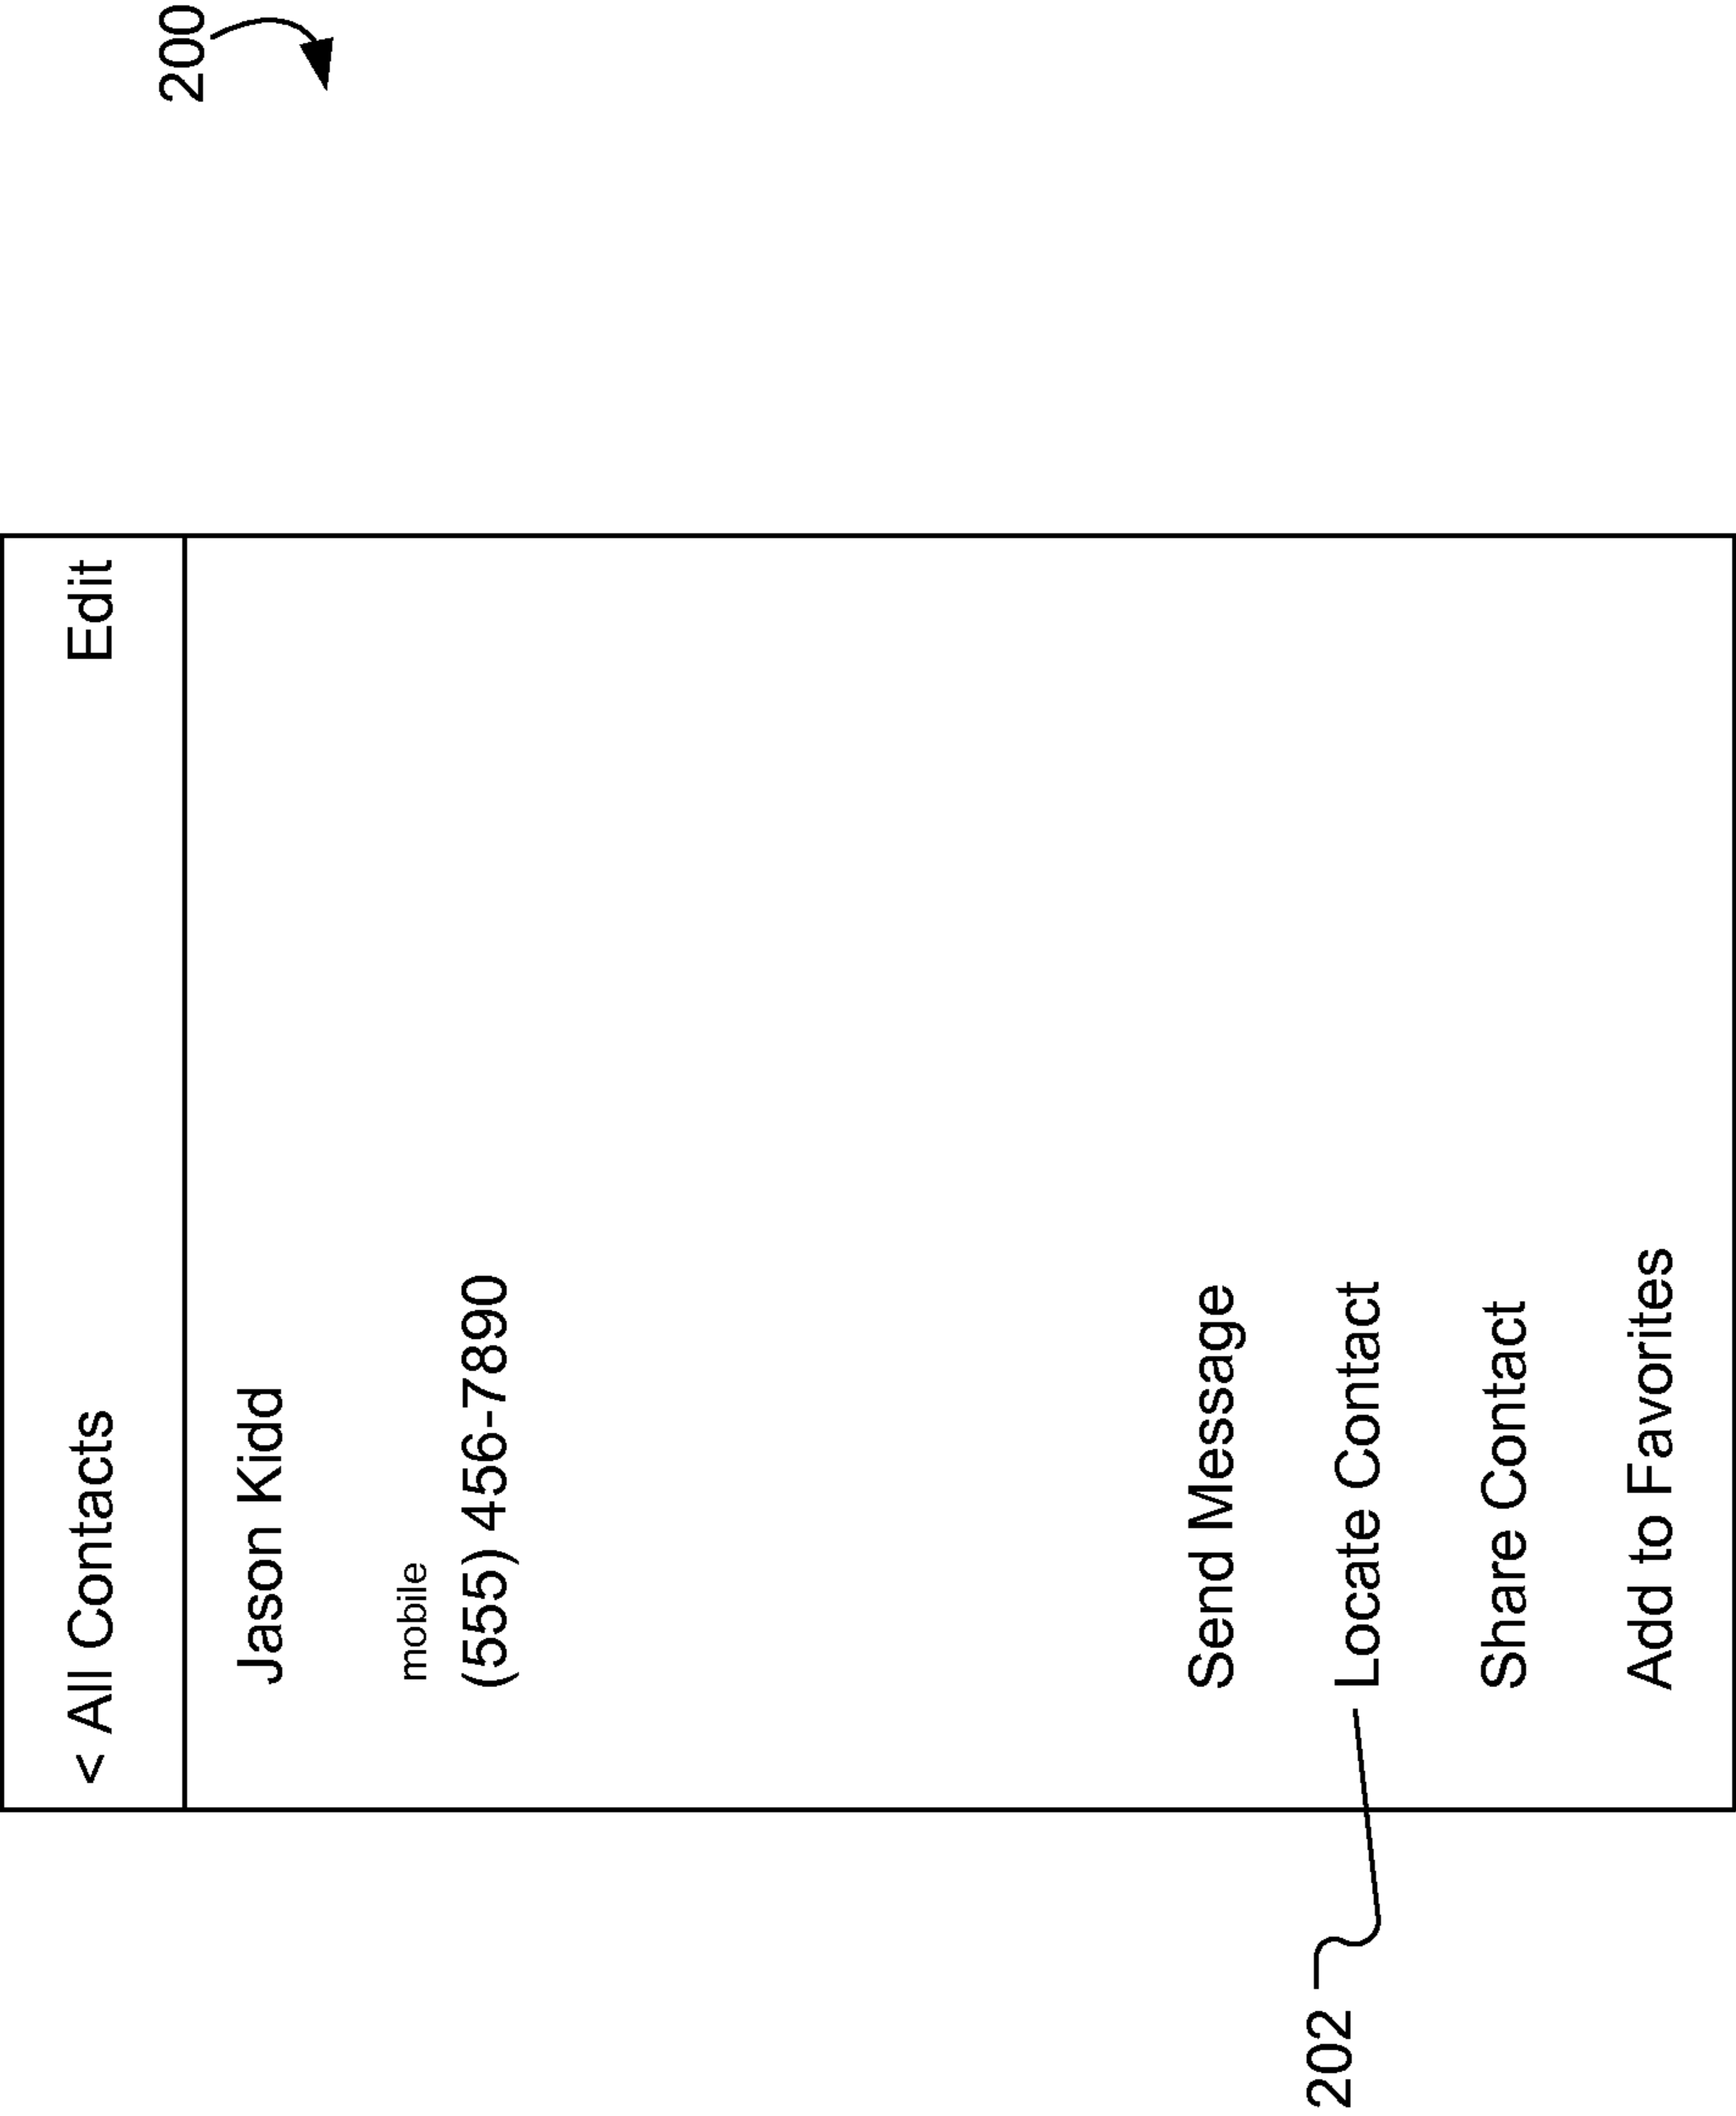 200
< All Contacts Edit
Jason Kidd
mobile
(555) 456-7890
Send Message
202 Locate Contact
Share Contact
Add to Favorites